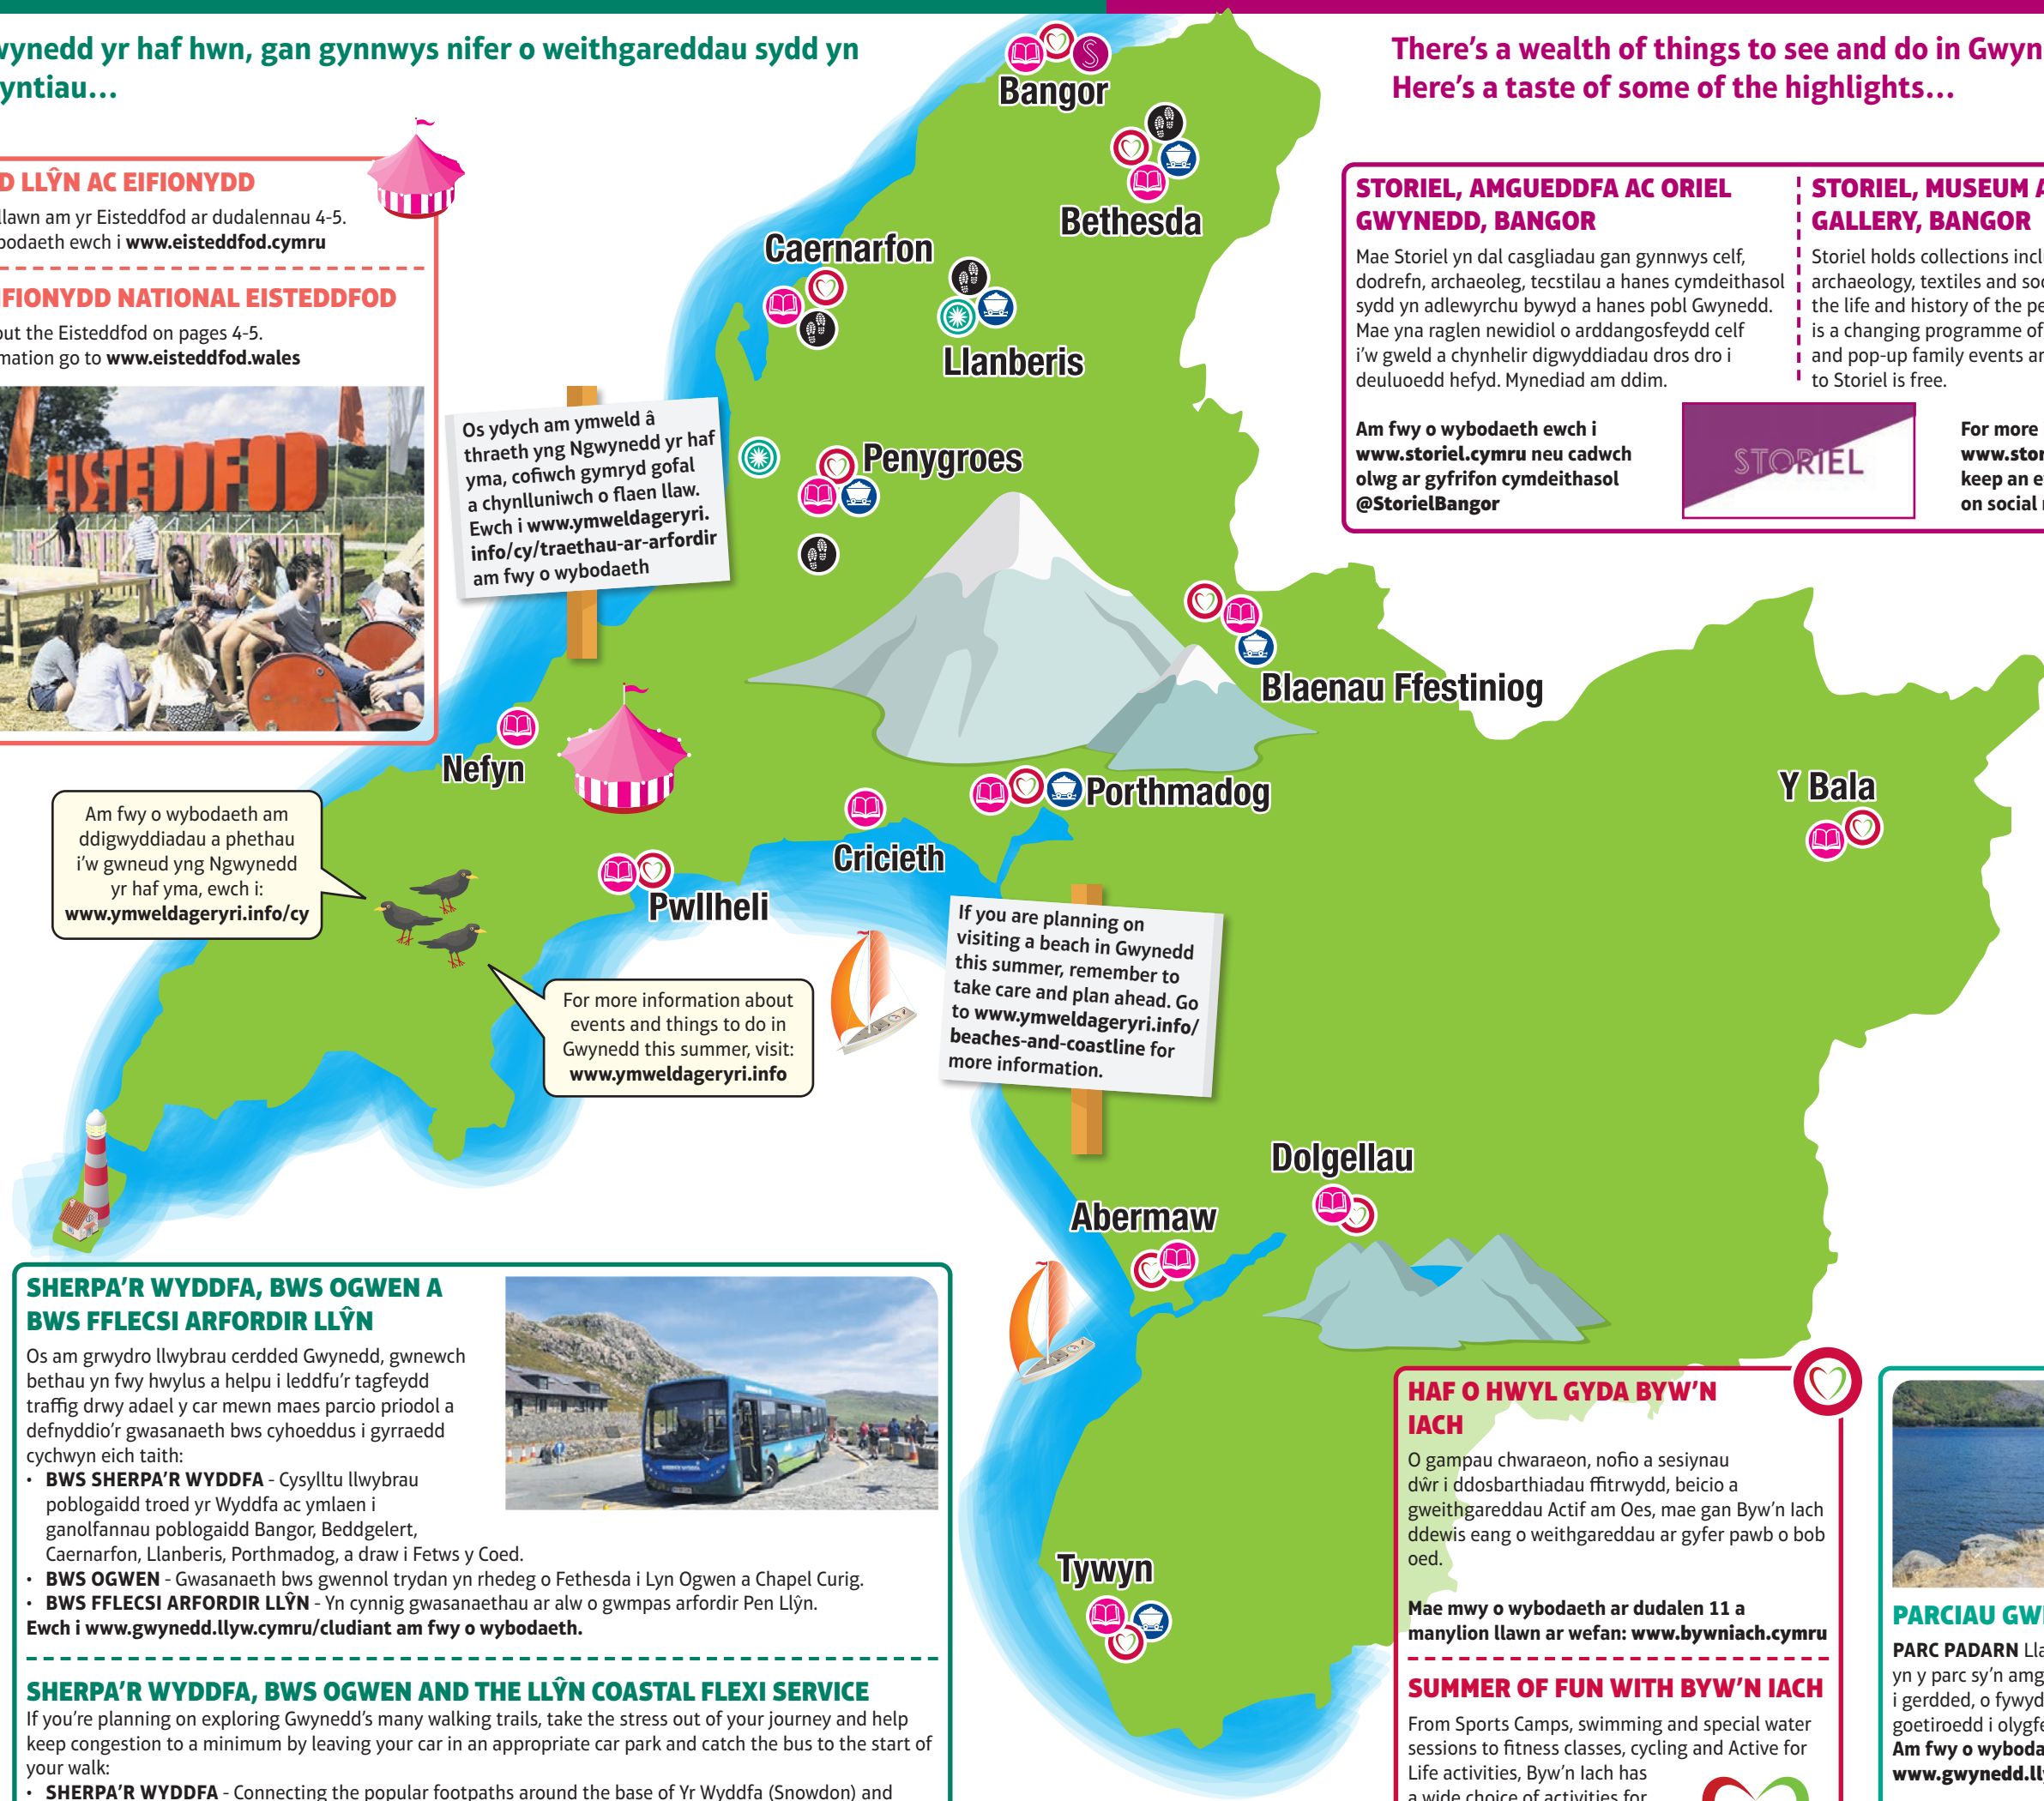 wynedd yr haf hwn, gan gynnwys nifer o weithgareddau sydd yn
yntiau...
There's a wealth of things to see and do in Gwyn
Here's a taste of some of the highlights...
D LLŶN AC EIFIONYDD
llawn am yr Eisteddfod ar dudalennau 4-5.
bodaeth ewch i www.eisteddfod.cymru
IFIONYDD NATIONAL EISTEDDFOD
out the Eisteddfod on pages 4-5.
mation go to www.eisteddfod.wales
EISTEDDFOD
Bangor
Bethesda
Caernarfon
Llanberis
Penygroes
Blaenau Ffestiniog
Nefyn
Porthmadog
Cricieth
Pwllheli
Y Bala
Dolgellau
Abermaw
Tywyn
Os ydych am ymweld â
thraeth yng Ngwynedd yr haf
yma, cofiwch gymryd gofal
a chynlluniwch o flaen llaw.
Ewch i www.ymweldageryri.
info/cy/traethau-ar-arfordir
am fwy o wybodaeth
STORIEL, AMGUEDDFA AC ORIEL
GWYNEDD, BANGOR
Mae Storiel yn dal casgliadau gan gynnwys celf,
dodrefn, archaeoleg, tecstilau a hanes cymdeithasol
sydd yn adlewyrchu bywyd a hanes pobl Gwynedd.
Mae yna raglen newidiol o arddangosfeydd celf
i'w gweld a chynhelir digwyddiadau dros dro i
deuluoedd hefyd. Mynediad am ddim.
Am fwy o wybodaeth ewch i
www.storiel.cymru neu cadwch
olwg ar gyfrifon cymdeithasol
@StorielBangor
STORIEL
STORIEL, MUSEUM A
GALLERY, BANGOR
Storiel holds collections incl
archaeology, textiles and soc
the life and history of the pe
is a changing programme of
and pop-up family events ar
to Storiel is free.
For more
www.stor
keep an e
on social
Am fwy o wybodaeth am
ddigwyddiadau a phethau
i'w gwneud yng Ngwynedd
yr haf yma, ewch i:
www.ymweldageryri.info/cy
For more information about
events and things to do in
Gwynedd this summer, visit:
www.ymweldageryri.info
If you are planning on
visiting a beach in Gwynedd
this summer, remember to
take care and plan ahead. Go
to www.ymweldageryri.info/
beaches-and-coastline for
more information.
SHERPA'R WYDDFA, BWS OGWEN A
BWS FFLECSI ARFORDIR LLŶN
Os am grwydro llwybrau cerdded Gwynedd, gwnewch
bethau yn fwy hwylus a helpu i leddfu'r tagfeydd
traffig drwy adael y car mewn maes parcio priodol a
defnyddio'r gwasanaeth bws cyhoeddus i gyrraedd
cychwyn eich taith:
• BWS SHERPA'R WYDDFA - Cysylltu llwybrau
poblogaidd troed yr Wyddfa ac ymlaen i
ganolfannau poblogaidd Bangor, Beddgelert,
Caernarfon, Llanberis, Porthmadog, a draw i Fetws y Coed.
• BWS OGWEN - Gwasanaeth bws gwennol trydan yn rhedeg o Fethesda i Lyn Ogwen a Chapel Curig.
• BWS FFLECSI ARFORDIR LLŶN - Yn cynnig gwasanaethau ar alw o gwmpas arfordir Pen Llŷn.
Ewch i www.gwynedd.llyw.cymru/cludiant am fwy o wybodaeth.
SHERPA'R WYDDFA, BWS OGWEN AND THE LLŶN COASTAL FLEXI SERVICE
If you're planning on exploring Gwynedd's many walking trails, take the stress out of your journey and help
keep congestion to a minimum by leaving your car in an appropriate car park and catch the bus to the start of
your walk:
• SHERPA'R WYDDFA - Connecting the popular footpaths around the base of Yr Wyddfa (Snowdon) and
HAF O HWYL GYDA BYW'N
IACH
O gampau chwaraeon, nofio a sesiynau
dŵr i ddosbarthiadau ffitrwydd, beicio a
gweithgareddau Actif am Oes, mae gan Byw'n Iach
ddewis eang o weithgareddau ar gyfer pawb o bob
oed.
Mae mwy o wybodaeth ar dudalen 11 a
manylion llawn ar wefan: www.bywniach.cymru
SUMMER OF FUN WITH BYW'N IACH
From Sports Camps, swimming and special water
sessions to fitness classes, cycling and Active for
Life activities, Byw'n Iach has
a wide choice of activities for
PARCIAU GWI
PARC PADARN Lla
yn y parc sy'n amg
i gerdded, o fywyd
goetiroedd i olygfe
Am fwy o wyboda
www.gwynedd.lly